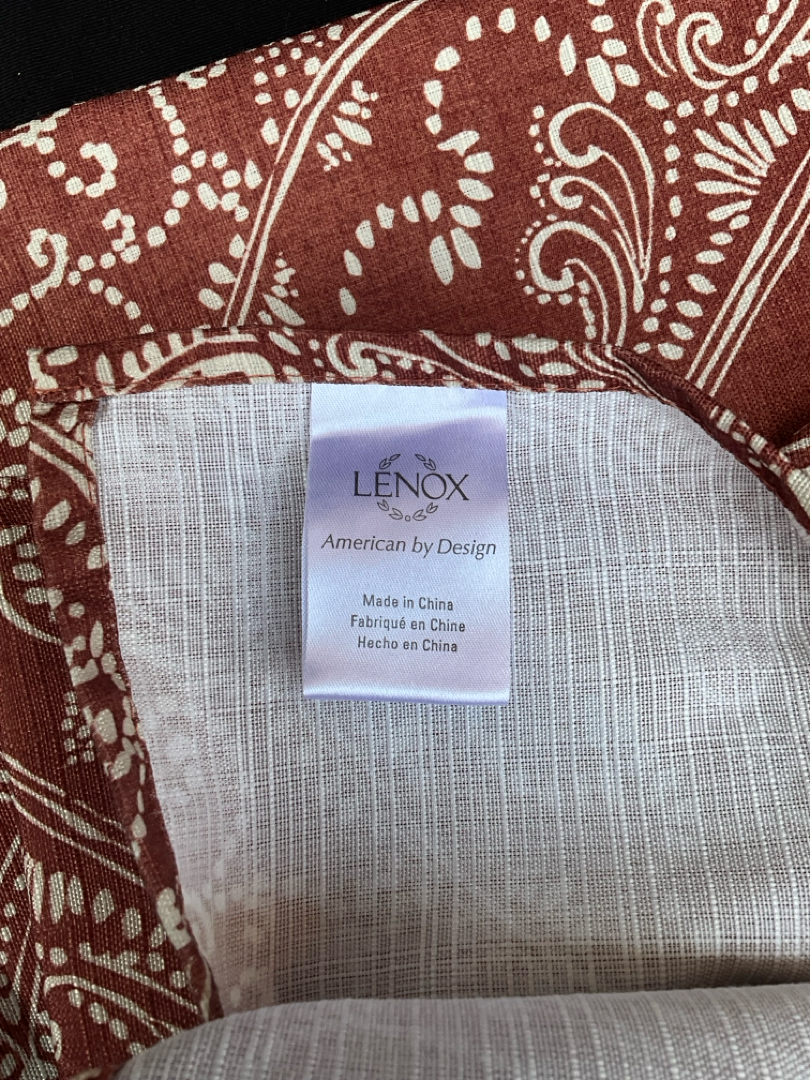 LENOX
American by Design
Made in China
Fabriqué en Chine
Hecho en China